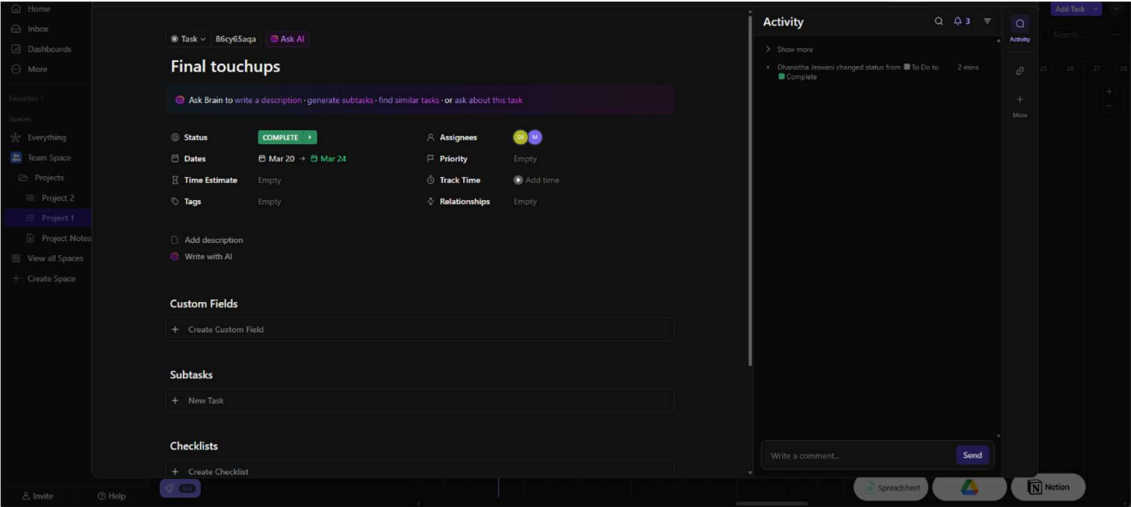 Home
Inbox
Dashboards
More
Favorites
Spaces
Everything
Team Space
Projects
Project 2
Project 1
Project Notes
View all Spaces
Create Space
Invite
Help
Task
86cy65aqa
Ask AI
Final touchups
Ask Brain to write a description · generate subtasks · find similar tasks · or ask about this task
Status COMPLETE
Assignees DJ M
Dates Mar 20 → Mar 24
Priority Empty
Time Estimate Empty
Track Time Add time
Tags Empty
Relationships Empty
Add description
Write with AI
Custom Fields
+ Create Custom Field
Subtasks
+ New Task
Checklists
+ Create Checklist
Activity
3
Show more
Dhanistha Jeswani changed status from To Do to 2 mins
Complete
Write a comment...
Send
Activity
More
Add Task
Search...
25 26 27 28
Spreadsheet
Notion